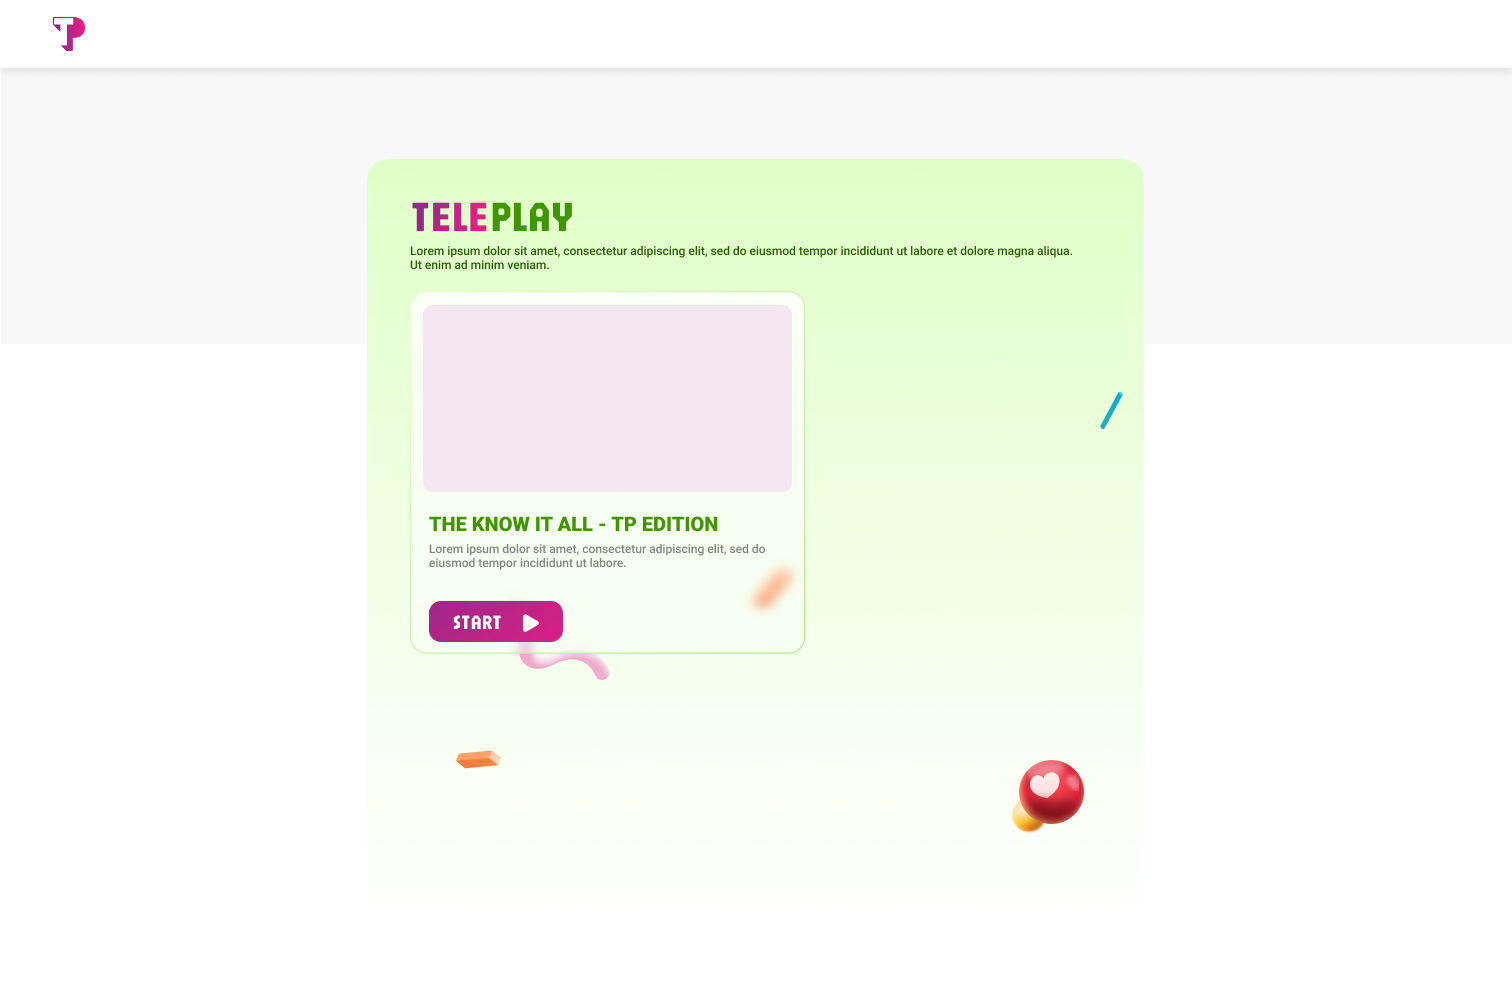 TP
TELEPLAY
Lorem ipsum dolor sit amet, consectetur adipiscing elit, sed do eiusmod tempor incididunt ut labore et dolore magna aliqua.
Ut enim ad minim veniam.
THE KNOW IT ALL - TP EDITION
Lorem ipsum dolor sit amet, consectetur adipiscing elit, sed do
eiusmod tempor incididunt ut labore.
START